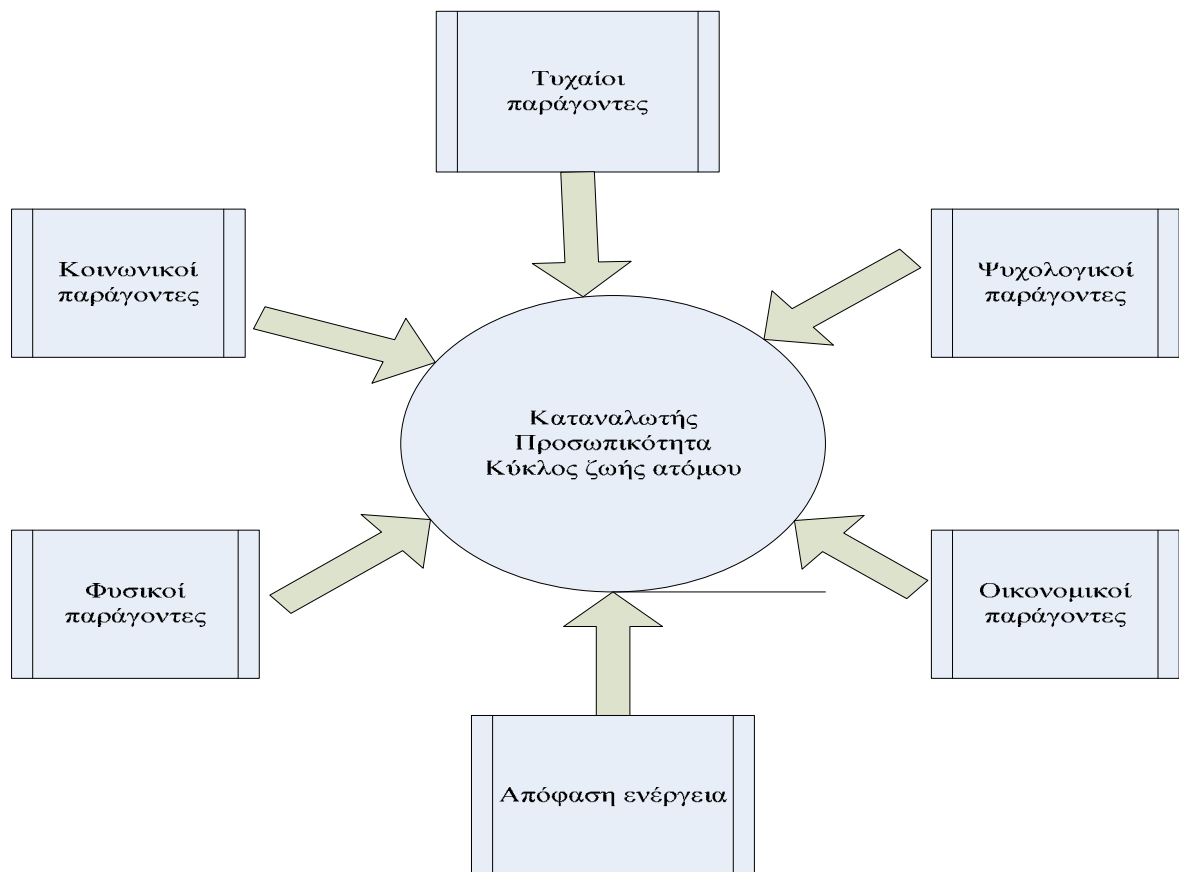 Τυχαίοι
παράγοντες
Κοινωνικοί
παράγοντες
Ψυχολογικοί
παράγοντες
Καταναλωτής
Προσωπικότητα
Κύκλος ζωής ατόμου
Φυσικοί
παράγοντες
Οικονομικοί
παράγοντες
Απόφαση ενέργεια